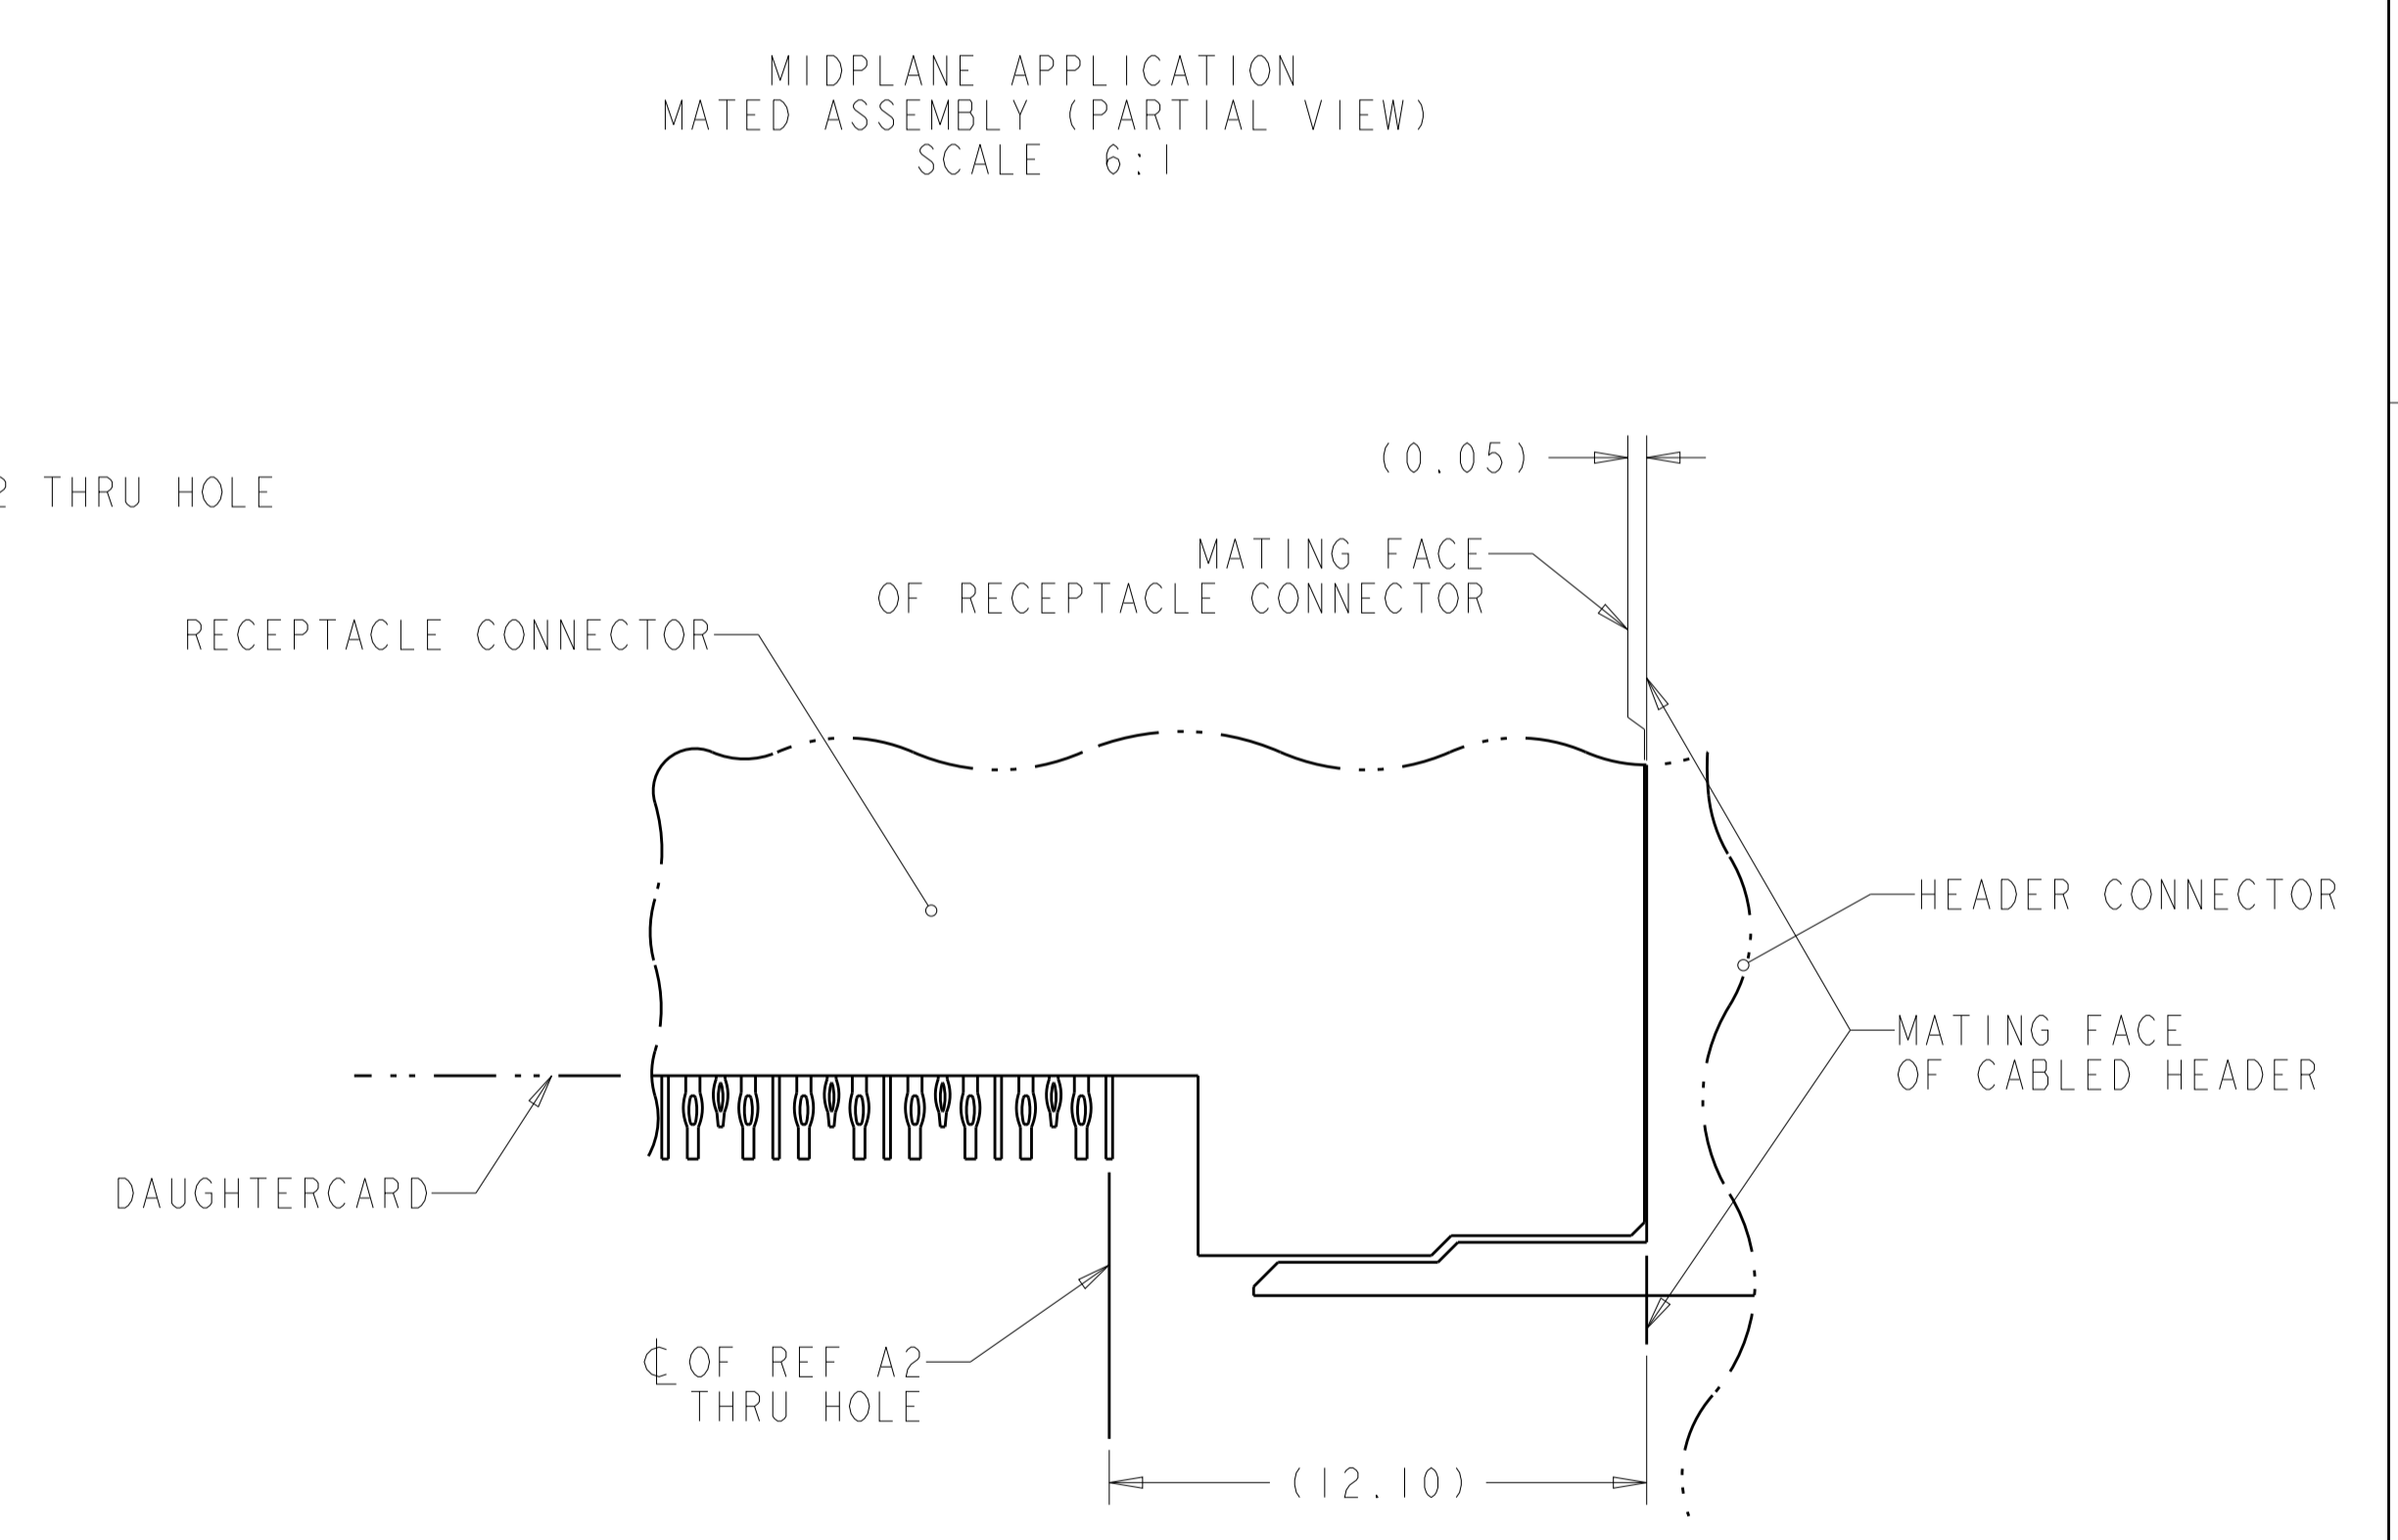 MIDPLANE APPLICATION
MATED ASSEMBLY (PARTIAL VIEW)
SCALE 6:1
(0.05)
2 THRU HOLE
MATING FACE
OF RECEPTACLE CONNECTOR
RECEPTACLE CONNECTOR
HEADER CONNECTOR
MATING FACE
OF CABLED HEADER
DAUGHTERCARD
℄ OF REF A2
THRU HOLE
(12.10)